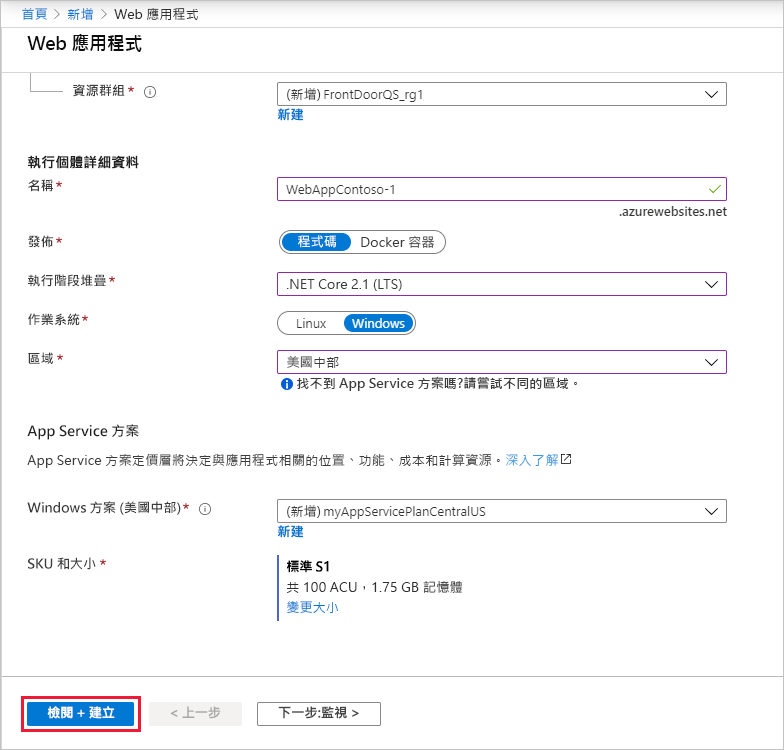 首頁 > 新增 > Web 應用程式
Web 應用程式
資源群組* (新增) FrontDoorQS_rg1
新建
執行個體詳細資料
名稱* WebAppContoso-1
.azurewebsites.net
發佈* 程式碼 Docker 容器
執行階段堆疊* .NET Core 2.1 (LTS)
作業系統* Linux Windows
區域* 美國中部
找不到 App Service 方案嗎?請嘗試不同的區域。
App Service 方案
App Service 方案定價層將決定與應用程式相關的位置、功能、成本和計算資源。深入了解
Windows 方案 (美國中部)* (新增) myAppServicePlanCentralUS
新建
SKU 和大小 * 標準 S1
共 100 ACU，1.75 GB 記憶體
變更大小
檢閱 + 建立 < 上一步 下一步:監視 >